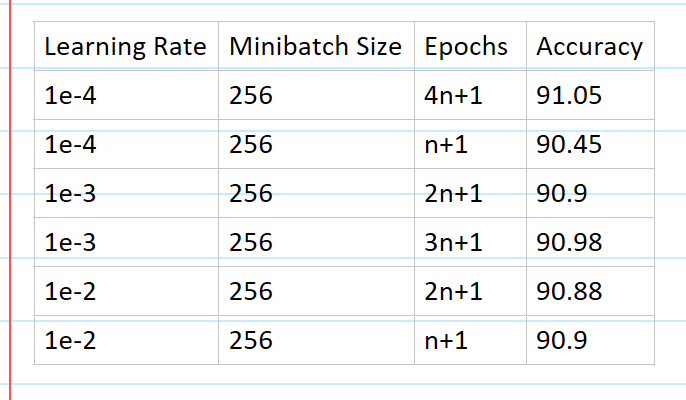 Learning Rate Minibatch Size Epochs Accuracy
1e-4 256 4n+1 91.05
1e-4 256 n+1 90.45
1e-3 256 2n+1 90.9
1e-3 256 3n+1 90.98
1e-2 256 2n+1 90.88
1e-2 256 n+1 90.9